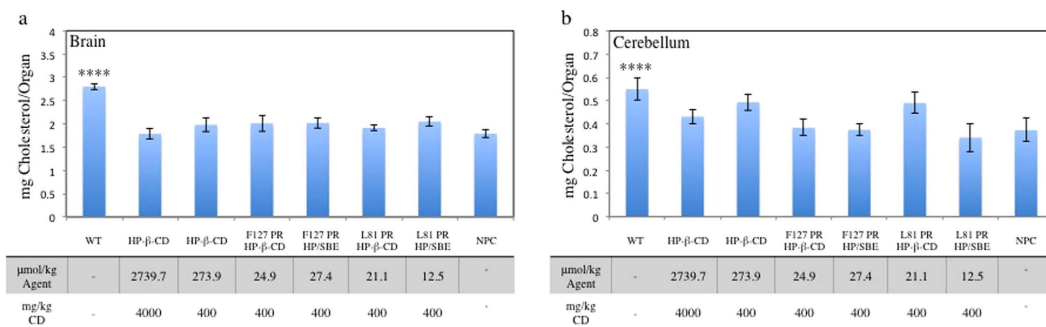 a
Brain
mg Cholesterol/Organ
4
3.5
3
2.5
2
1.5
1
0.5
0
****
WT HP-β-CD HP-β-CD F127 PR HP-β-CD F127 PR HP/SBE L81 PR HP-β-CD L81 PR HP/SBE NPC
μmol/kg Agent - 2739.7 273.9 24.9 27.4 21.1 12.5 -
mg/kg CD - 4000 400 400 400 400 400 -
b
Cerebellum
mg Cholesterol/Organ
0.8
0.7
0.6
0.5
0.4
0.3
0.2
0.1
0
****
WT HP-β-CD HP-β-CD F127 PR HP-β-CD F127 PR HP/SBE L81 PR HP-β-CD L81 PR HP/SBE NPC
μmol/kg Agent - 2739.7 273.9 24.9 27.4 21.1 12.5 -
mg/kg CD - 4000 400 400 400 400 400 -